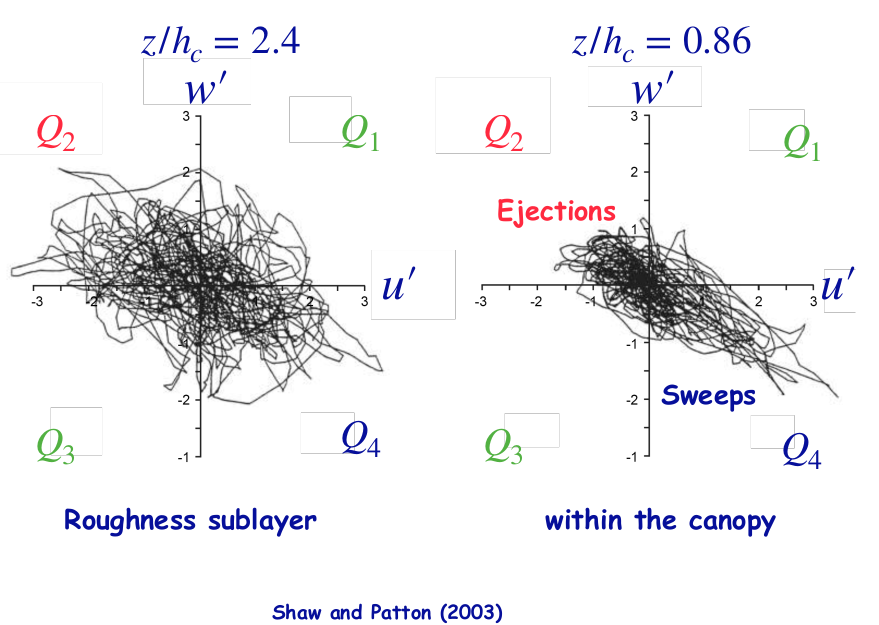 z/h_c = 2.4
w′
Q_2
Q_1
3
2
1
-3
-2
-1
1
2
3
u′
-1
-2
-1
Q_3
Q_4
Roughness sublayer
z/h_c = 0.86
w′
Q_2
Q_1
Ejections
3
2
1
-3
-2
-1
2
3
u′
-1
-2
-1
Sweeps
Q_3
Q_4
within the canopy
Shaw and Patton (2003)